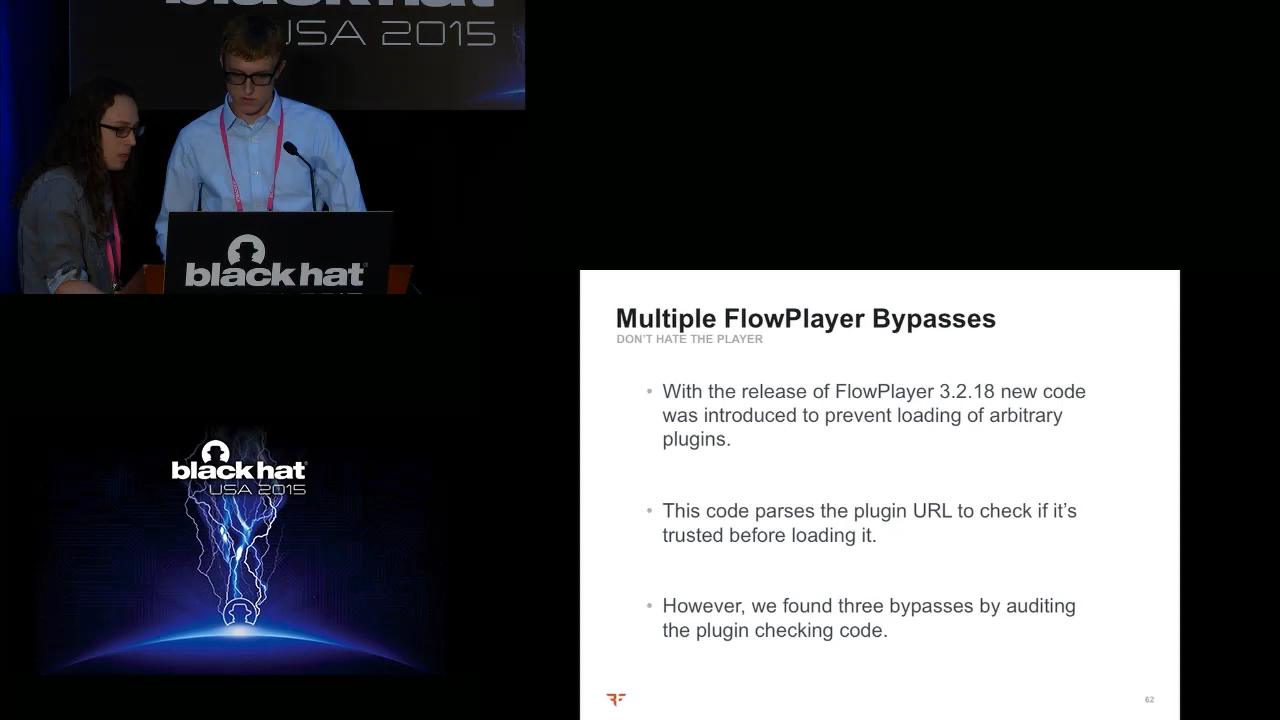 black hat
USA 2015
black hat
black hat
USA 2015
Multiple FlowPlayer Bypasses
DON'T HATE THE PLAYER
• With the release of FlowPlayer 3.2.18 new code
was introduced to prevent loading of arbitrary
plugins.
• This code parses the plugin URL to check if it's
trusted before loading it.
• However, we found three bypasses by auditing
the plugin checking code.
62